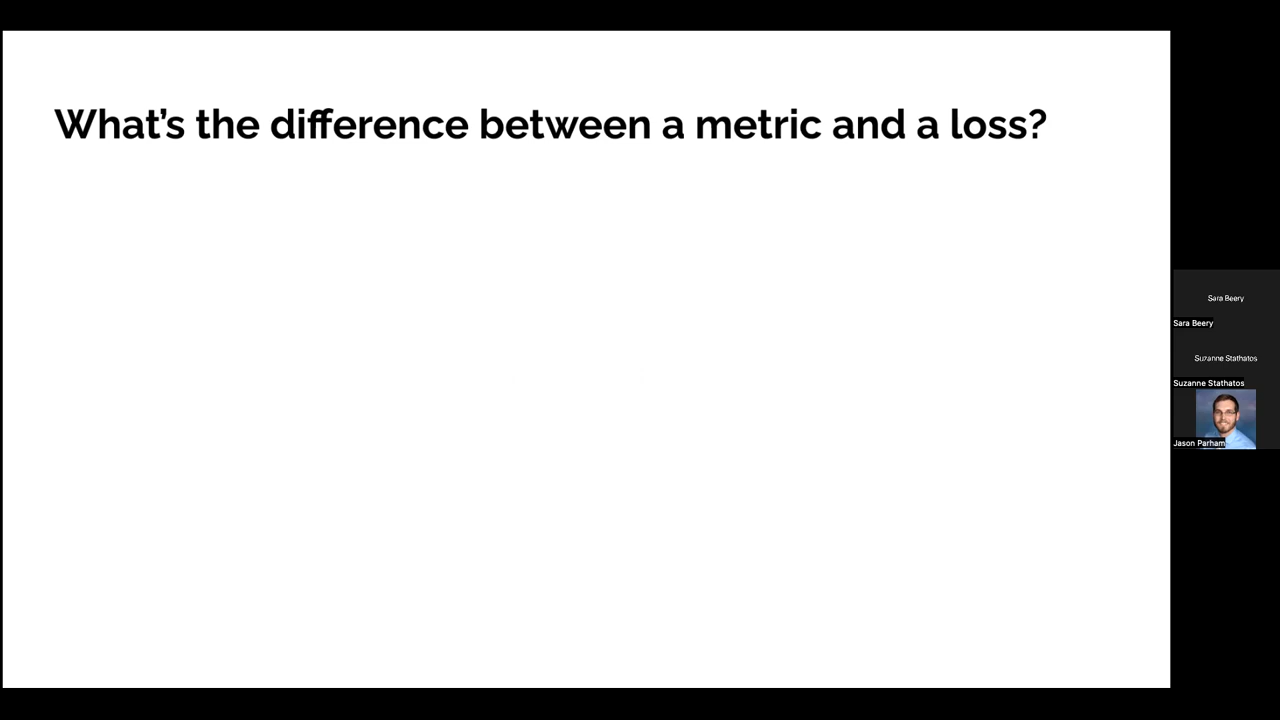 What's the difference between a metric and a loss?
Sara Beery
Sara Beery
Suzanne Stathatos
Suzanne Stathatos
Jason Parham